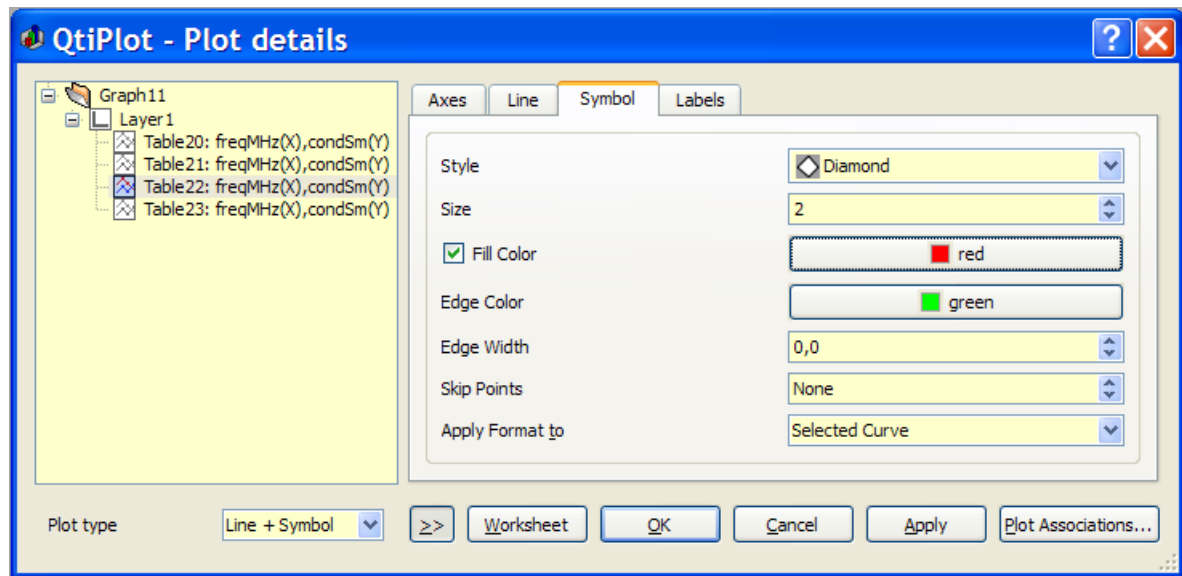 QtiPlot - Plot details
Graph11
Layer1
Table20: freqMHz(X),condSm(Y)
Table21: freqMHz(X),condSm(Y)
Table22: freqMHz(X),condSm(Y)
Table23: freqMHz(X),condSm(Y)
Axes Line Symbol Labels
Style Diamond
Size 2
Fill Color red
Edge Color green
Edge Width 0,0
Skip Points None
Apply Format to Selected Curve
Plot type Line + Symbol >> Worksheet OK Cancel Apply Plot Associations...